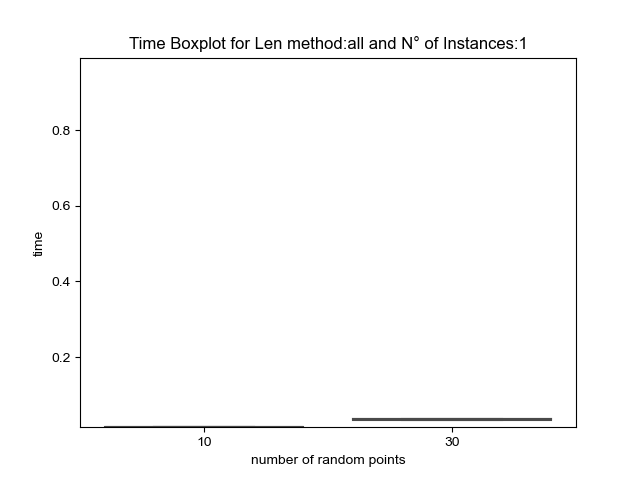 Time Boxplot for Len method:all and N° of Instances:1
0.8
0.6
time
0.4
0.2
10
30
number of random points